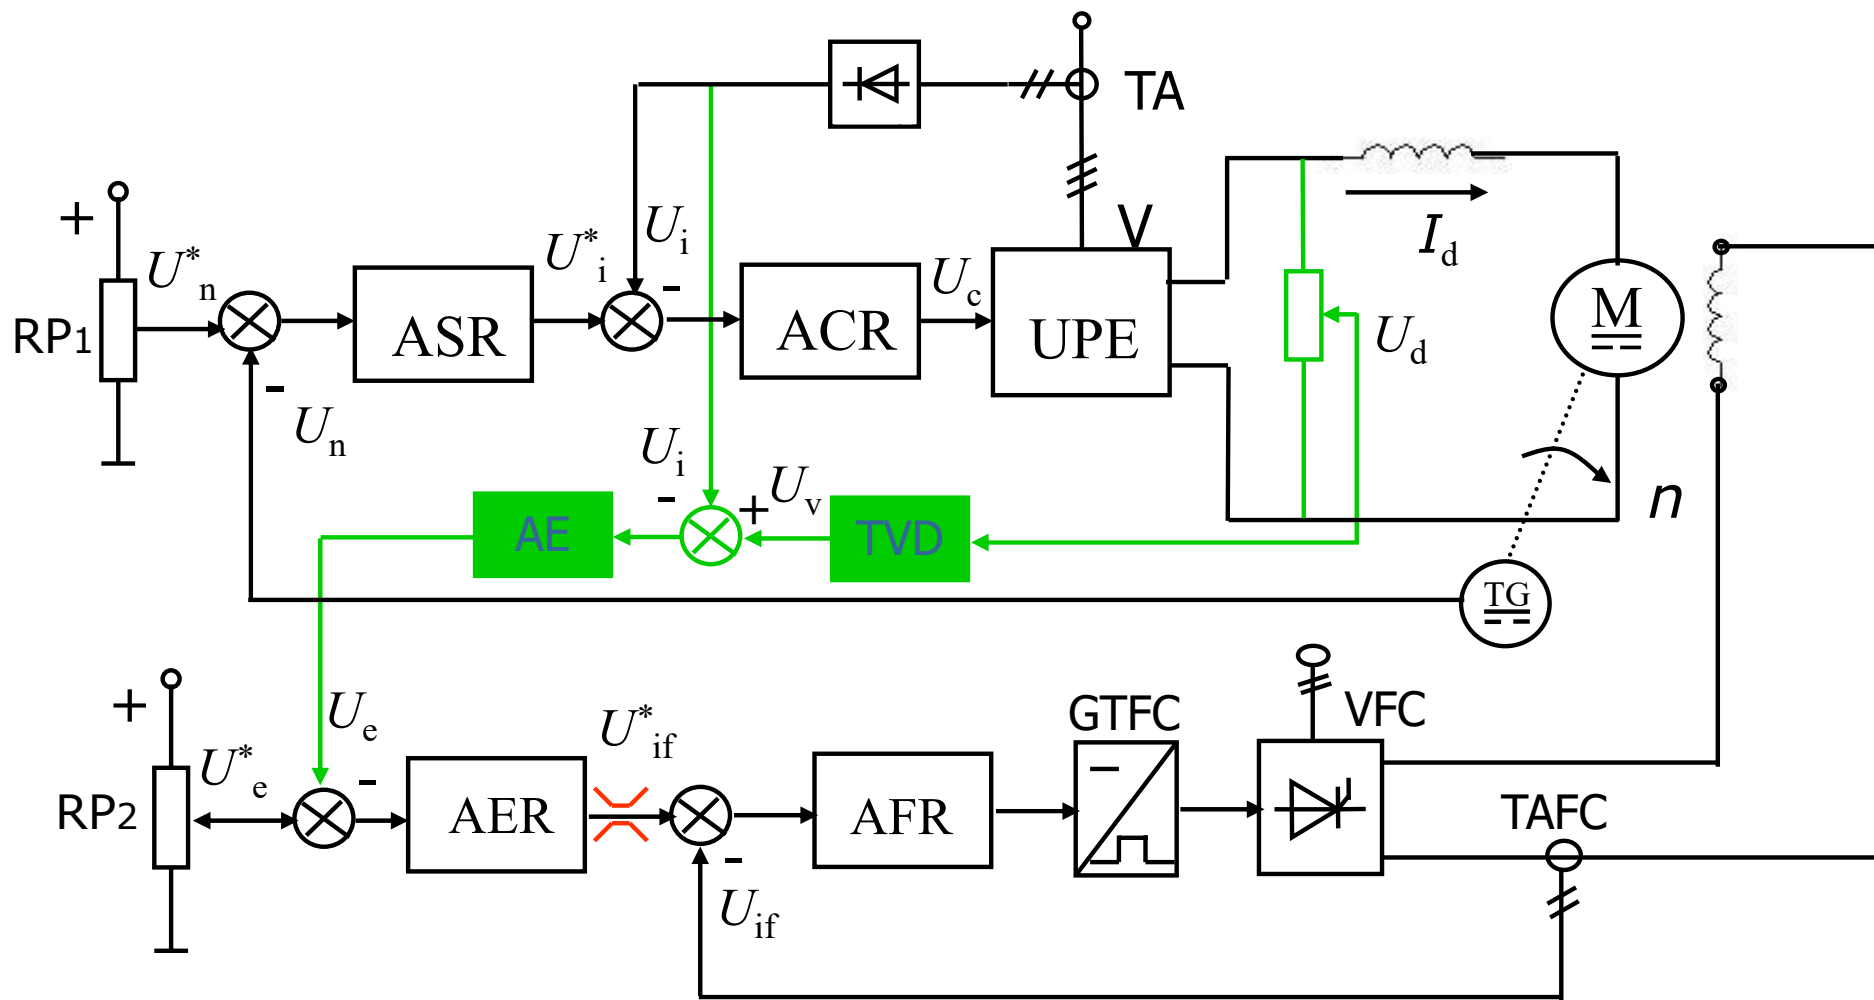 TA
V
+
U*n
U*i
Ui
Uc
Id
RP1
ASR
-
ACR
UPE
Ud
M
-
Un
Ui
-
+
Uv
n
AE
TVD
TG
+
Ue
U*if
GTFC
VFC
RP2
U*e
-
AER
AFR
-
TAFC
-
Uif